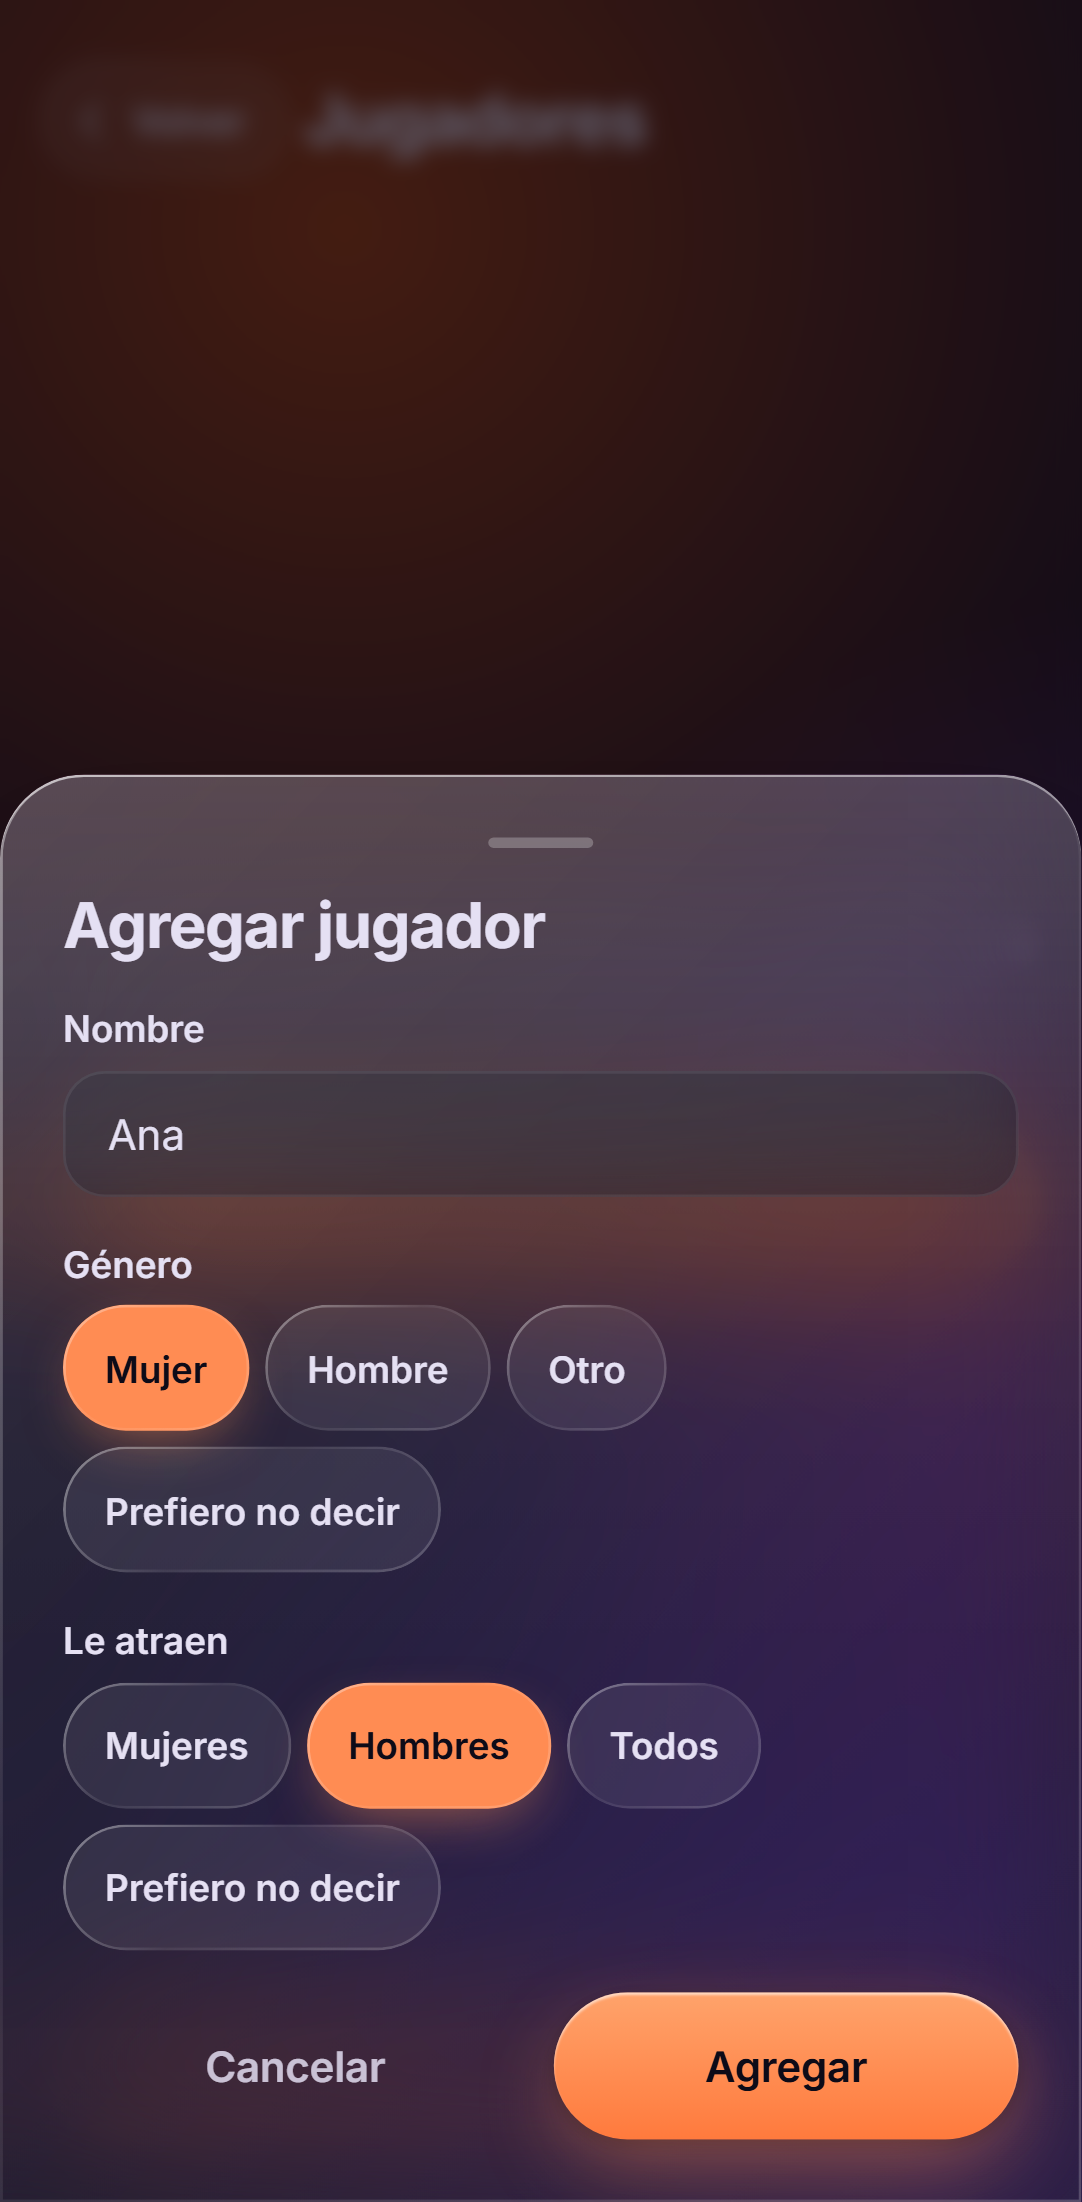 Jugadores
Agregar jugador
Nombre
Ana
Género
Mujer
Hombre
Otro
Prefiero no decir
Le atraen
Mujeres
Hombres
Todos
Prefiero no decir
Cancelar
Agregar